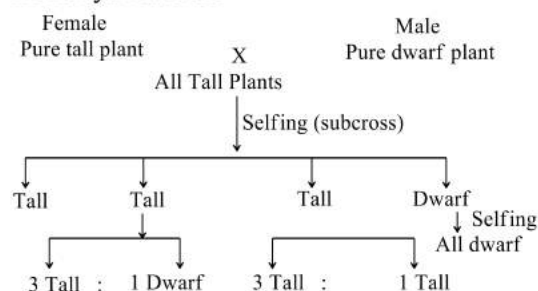 Female Male
Pure tall plant X Pure dwarf plant
All Tall Plants
Selfing (subcross)
Tall Tall Tall Dwarf
Selfing
All dwarf
3 Tall : 1 Dwarf 3 Tall : 1 Tall